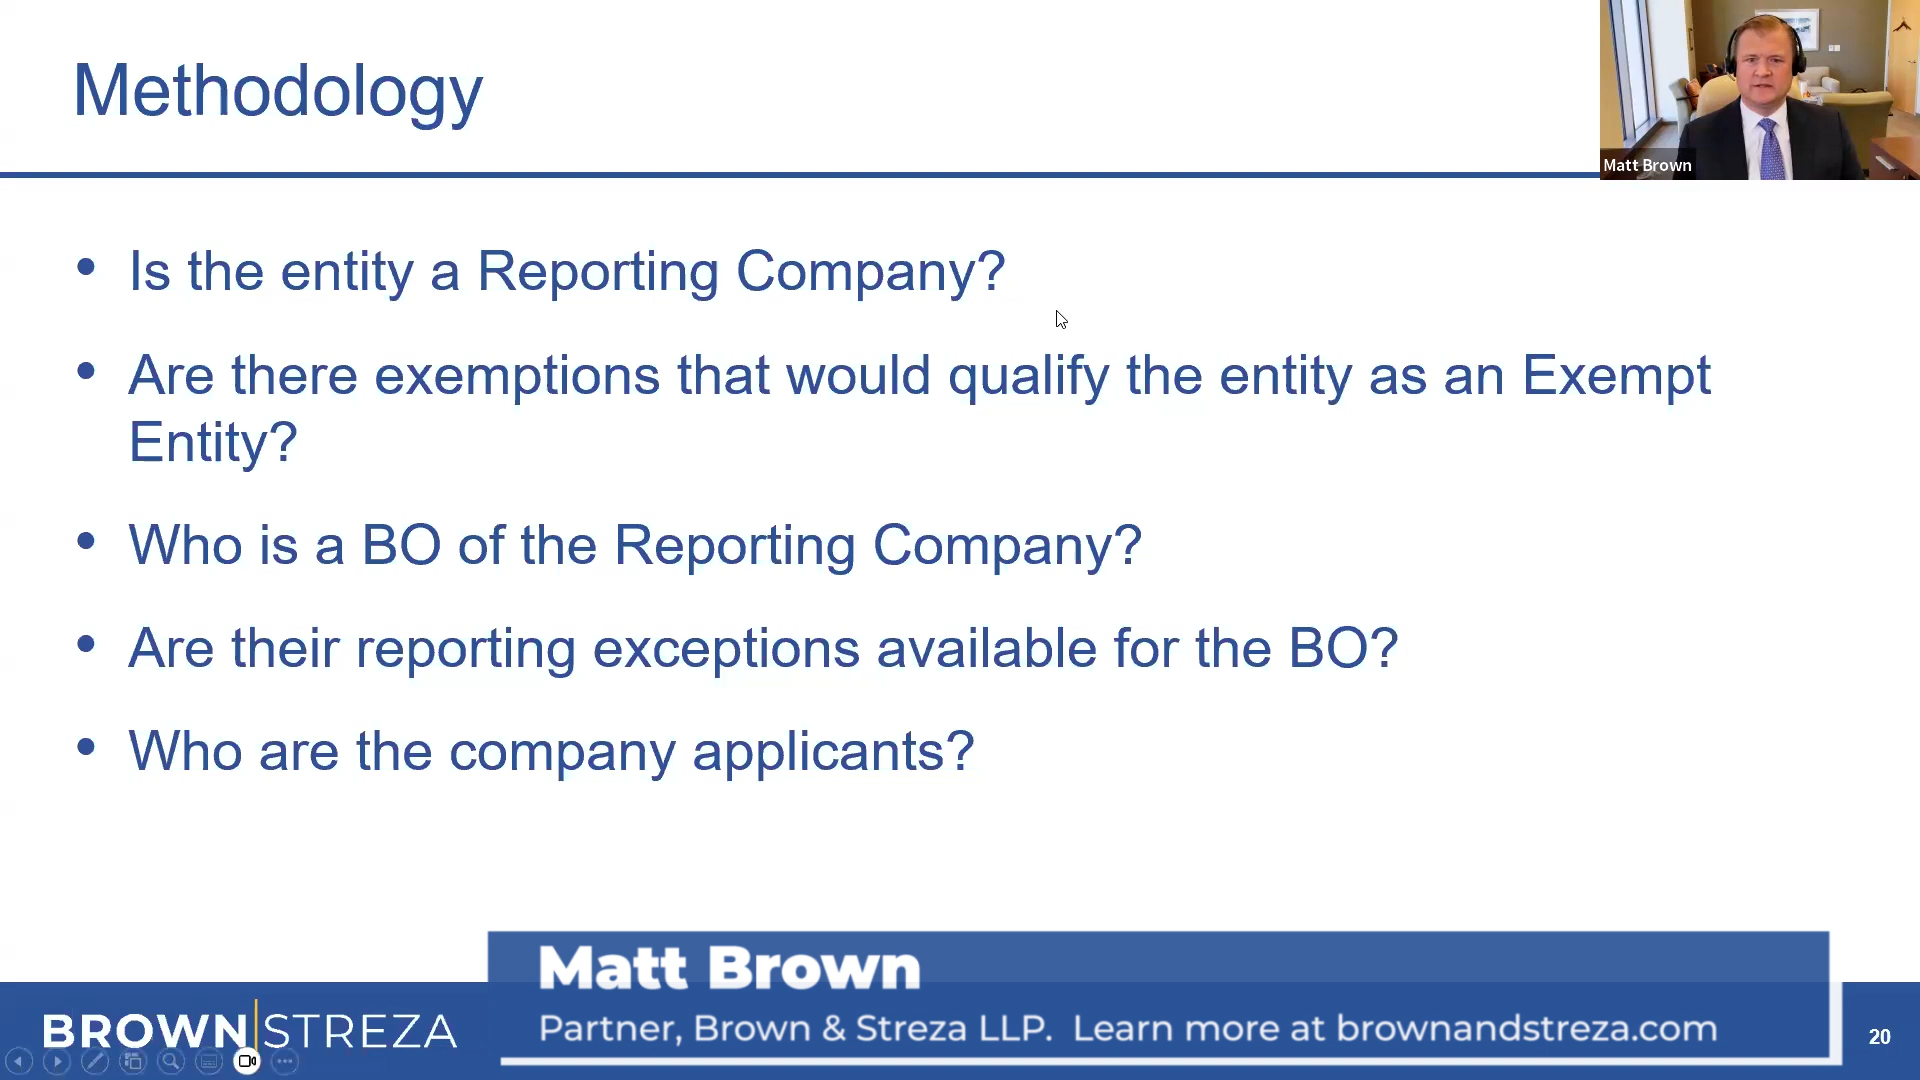 Methodology
Matt Brown
• Is the entity a Reporting Company?
• Are there exemptions that would qualify the entity as an Exempt
Entity?
• Who is a BO of the Reporting Company?
• Are their reporting exceptions available for the BO?
• Who are the company applicants?
Matt Brown
Partner, Brown & Streza LLP. Learn more at brownandstreza.com
BROWN|STREZA
20